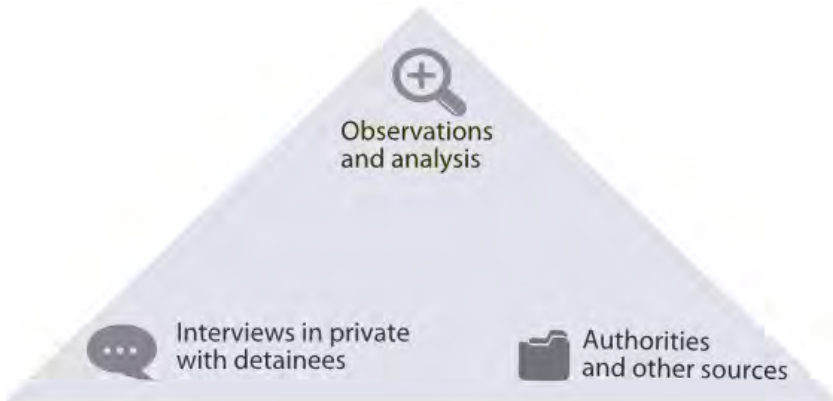 Observations
and analysis
Interviews in private
with detainees
Authorities
and other sources